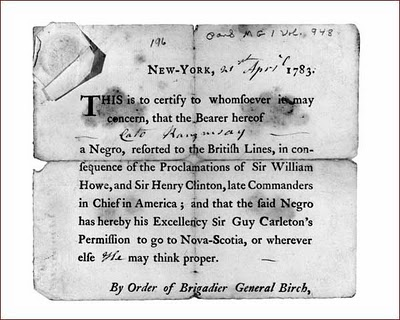 196
Band MG 1 Vol. 948
NEW-YORK, 21st April 1783.
THIS is to certify to whomſoever it may
concern, that the Bearer hereof
Cato Ramsay
a Negro, reſorted to the Britiſh Lines, in con-
ſequence of the Proclamations of Sir William
Howe, and Sir Henry Clinton, late Commanders
in Chief in America; and that the ſaid Negro
has hereby his Excellency Sir Guy Carleton's
Permiſſion to go to Nova-Scotia, or wherever
elſe He may think proper.
By Order of Brigadier General Birch,